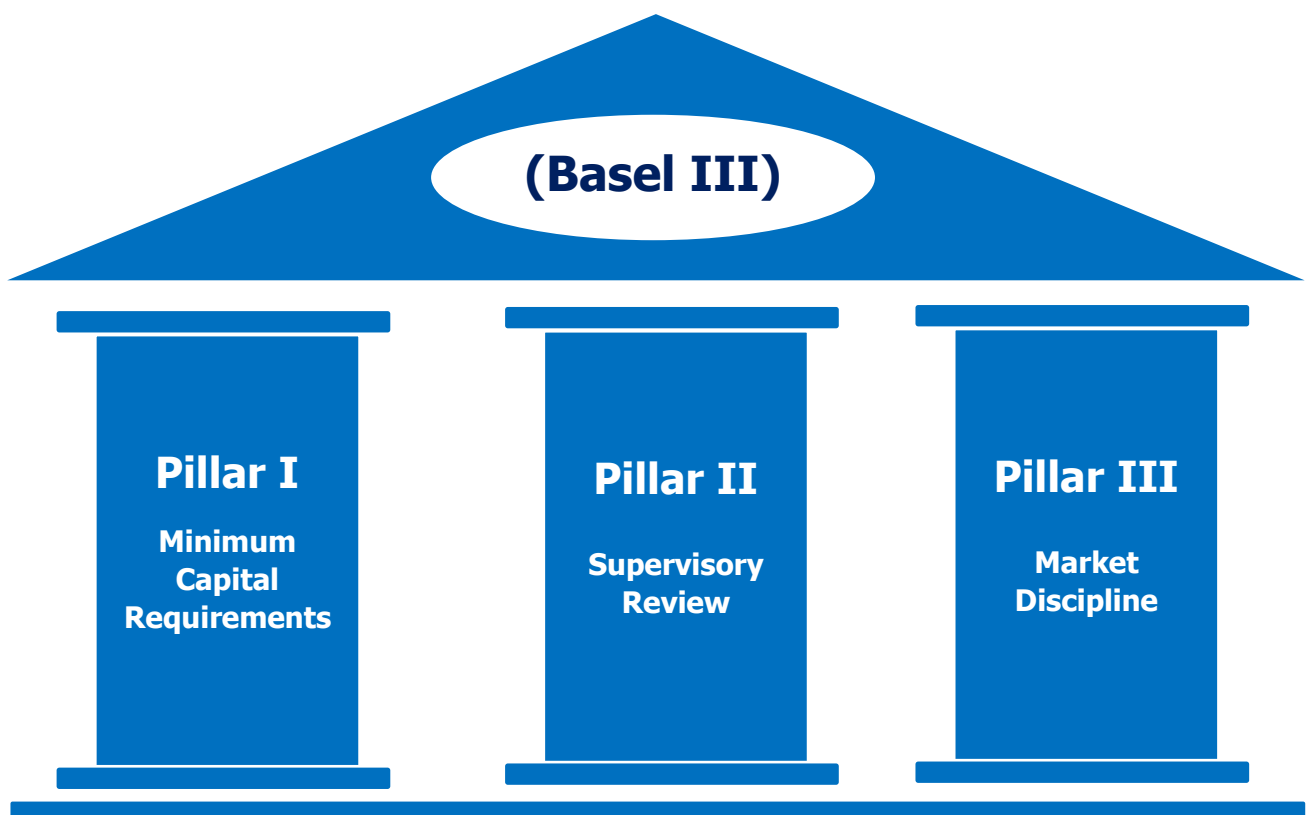 (Basel III)
Pillar I
Minimum
Capital
Requirements
Pillar II
Supervisory
Review
Pillar III
Market
Discipline